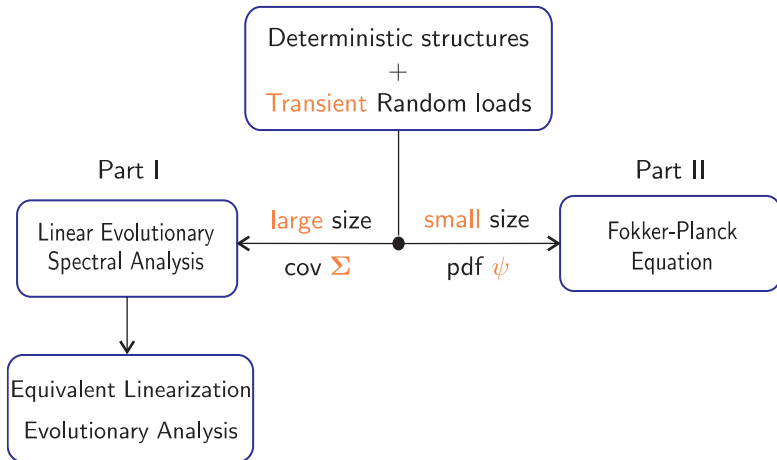 Deterministic structures
+
Transient Random loads
Part I
Part II
large size
small size
Linear Evolutionary
Spectral Analysis
cov Σ
pdf ψ
Fokker-Planck
Equation
Equivalent Linearization
Evolutionary Analysis